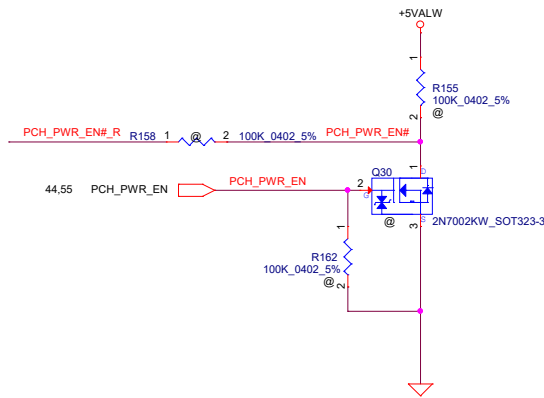 +5VALW
1
R155
100K_0402_5%
2
@
PCH_PWR_EN#_R
R158 1 @ 2 100K_0402_5%
PCH_PWR_EN#
1
D
Q30
44,55 PCH_PWR_EN
PCH_PWR_EN
2
G
S
2N7002KW_SOT323-3
@
3
1
R162
100K_0402_5%
@
2